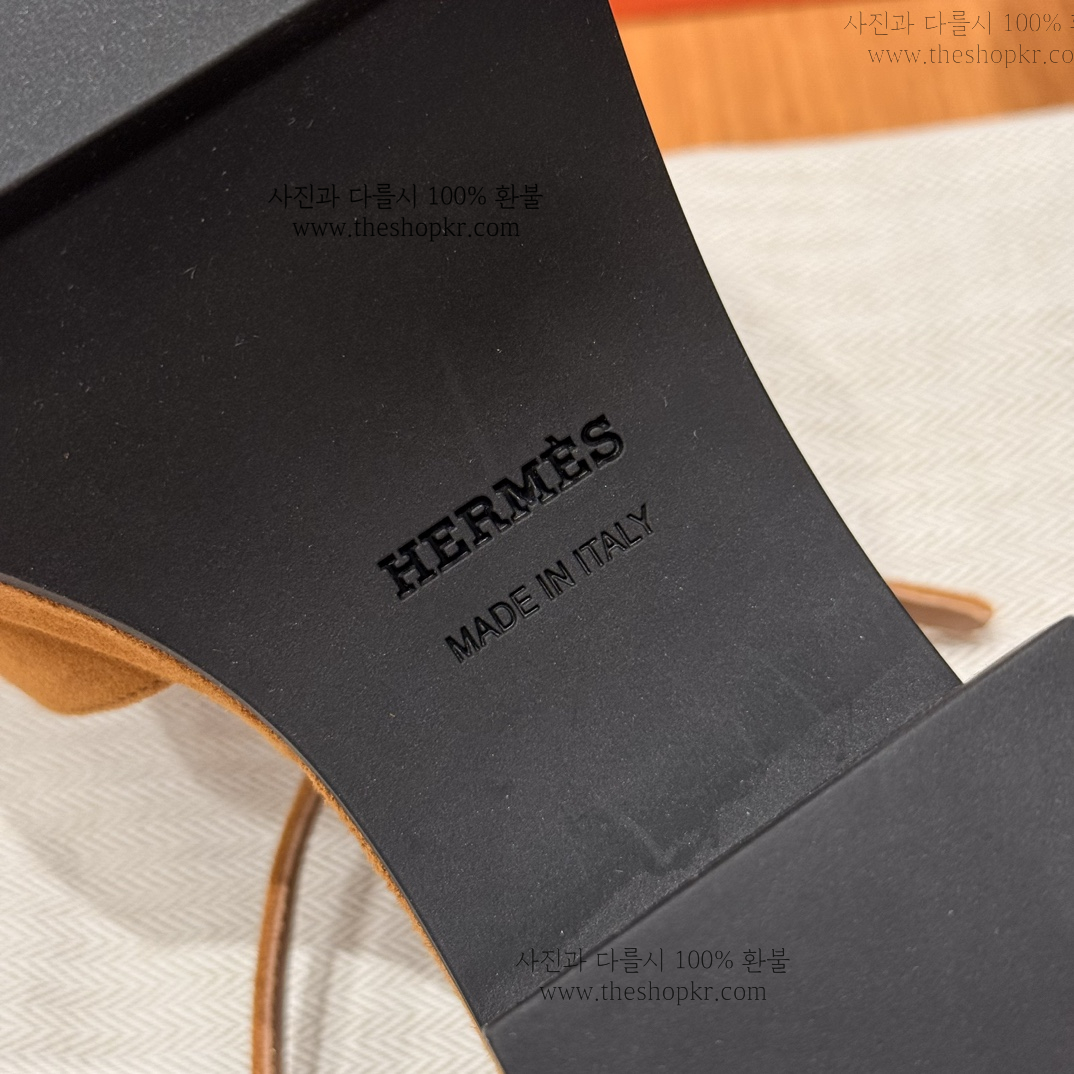 사진과 다를시 100%
www.theshopkr.co
사진과 다를시 100% 환불
www.theshopkr.com
HERMÈS
MADE IN ITALY
사진과 다를시 100% 환불
www.theshopkr.com